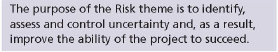 The purpose of the Risk theme is to identify,
assess and control uncertainty and, as a result,
improve the ability of the project to succeed.